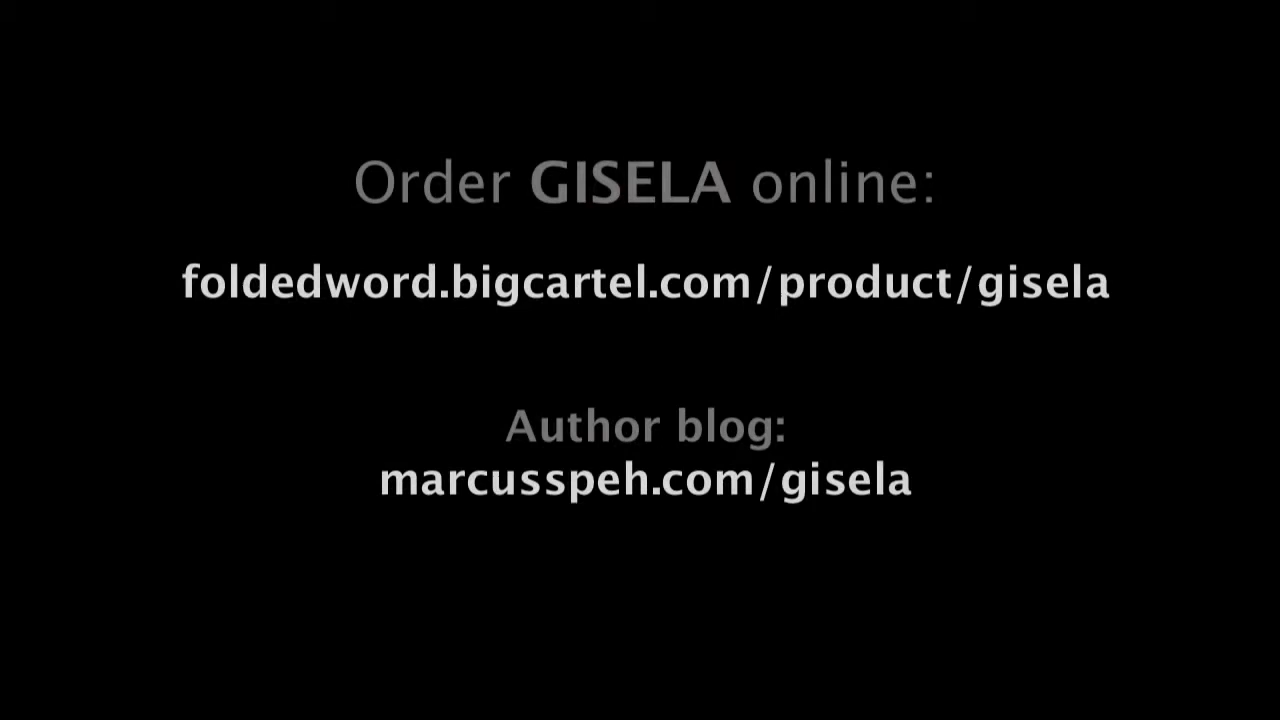 Order GISELA online:
foldedword.bigcartel.com/product/gisela
Author blog:
marcusspeh.com/gisela